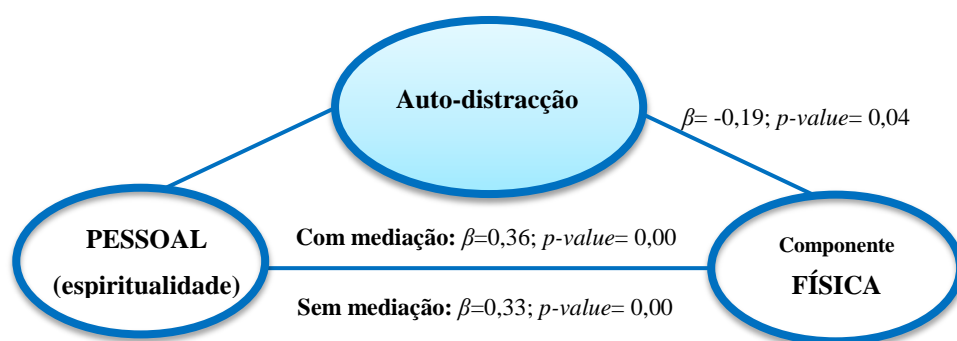 Auto-distracção
β= -0,19; p-value= 0,04
PESSOAL
(espiritualidade)
Com mediação: β=0,36; p-value= 0,00
Sem mediação: β=0,33; p-value= 0,00
Componente
FÍSICA